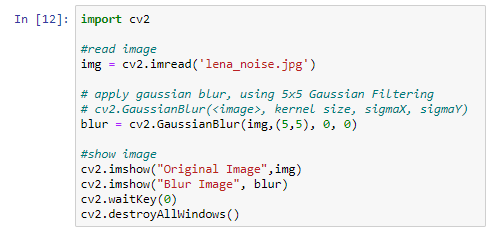 In [12]: import cv2
#read image
img = cv2.imread('lena_noise.jpg')
# apply gaussian blur, using 5x5 Gaussian Filtering
# cv2.GaussianBlur(<image>, kernel size, sigmaX, sigmaY)
blur = cv2.GaussianBlur(img,(5,5), 0, 0)
#show image
cv2.imshow("Original Image",img)
cv2.imshow("Blur Image", blur)
cv2.waitKey(0)
cv2.destroyAllWindows()